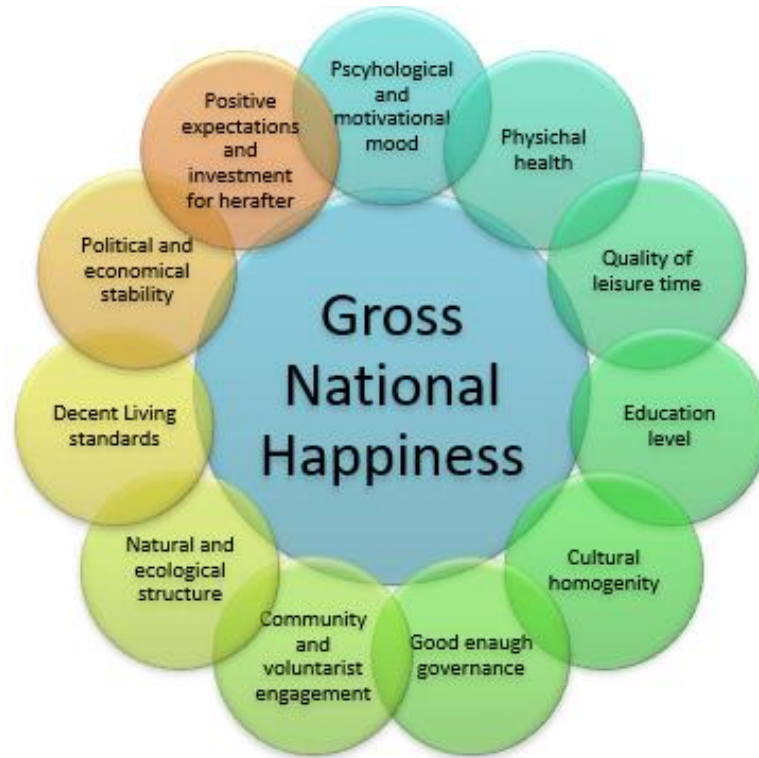 Pscyhological
and
motivational
mood
Physichal
health
Quality of
leisure time
Education
level
Cultural
homogenity
Good enaugh
governance
Community
and
voluntarist
engagement
Natural and
ecological
structure
Decent Living
standards
Political and
economical
stability
Positive
expectations
and
investment
for herafter
Gross
National
Happiness